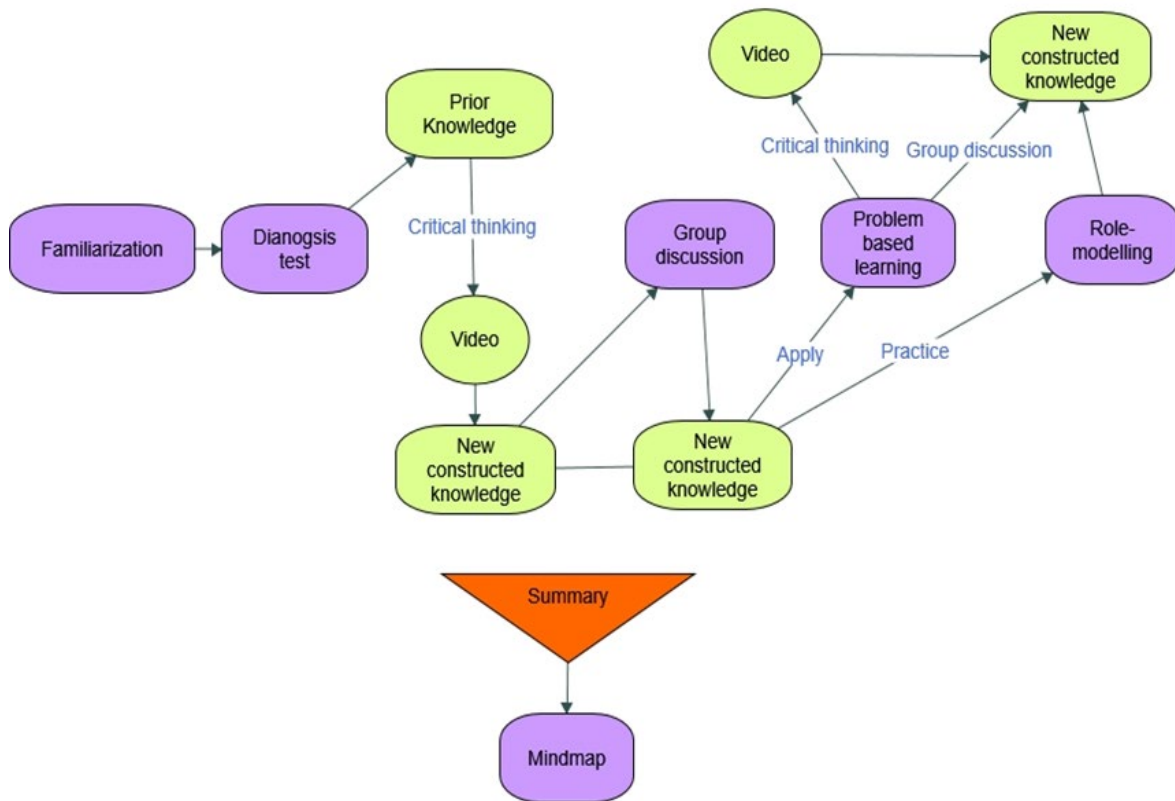 Familiarization
Dianogsis
test
Prior
Knowledge
Critical thinking
Video
New
constructed
knowledge
Group
discussion
New
constructed
knowledge
Apply
Practice
Problem
based
learning
Role-
modelling
Critical thinking
Group discussion
Video
New
constructed
knowledge
Summary
Mindmap